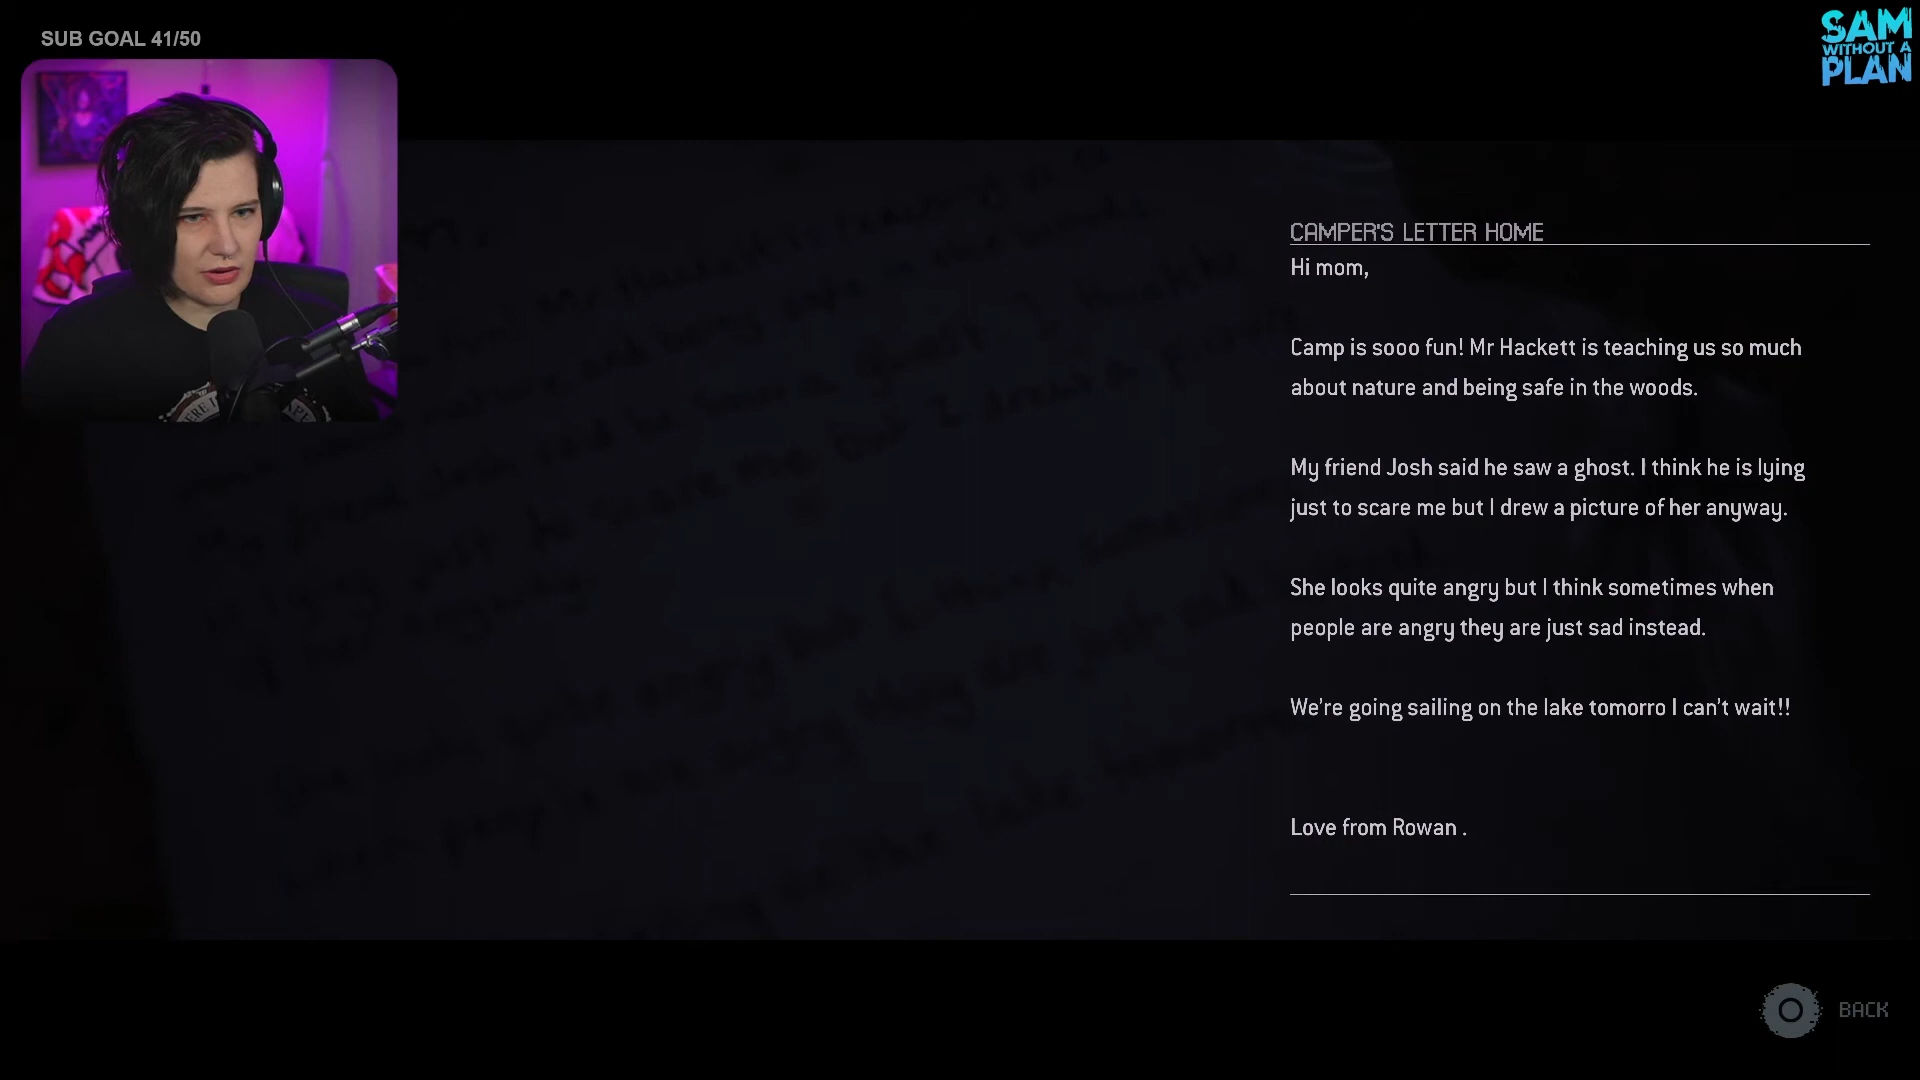 SUB GOAL 41/50
SAM
WITHOUT A
PLAN
CAMPER'S LETTER HOME
Hi mom,
Camp is sooo fun! Mr Hackett is teaching us so much
about nature and being safe in the woods.
My friend Josh said he saw a ghost. I think he is lying
just to scare me but I drew a picture of her anyway.
She looks quite angry but I think sometimes when
people are angry they are just sad instead.
We're going sailing on the lake tomorro I can't wait!!
Love from Rowan .
BACK